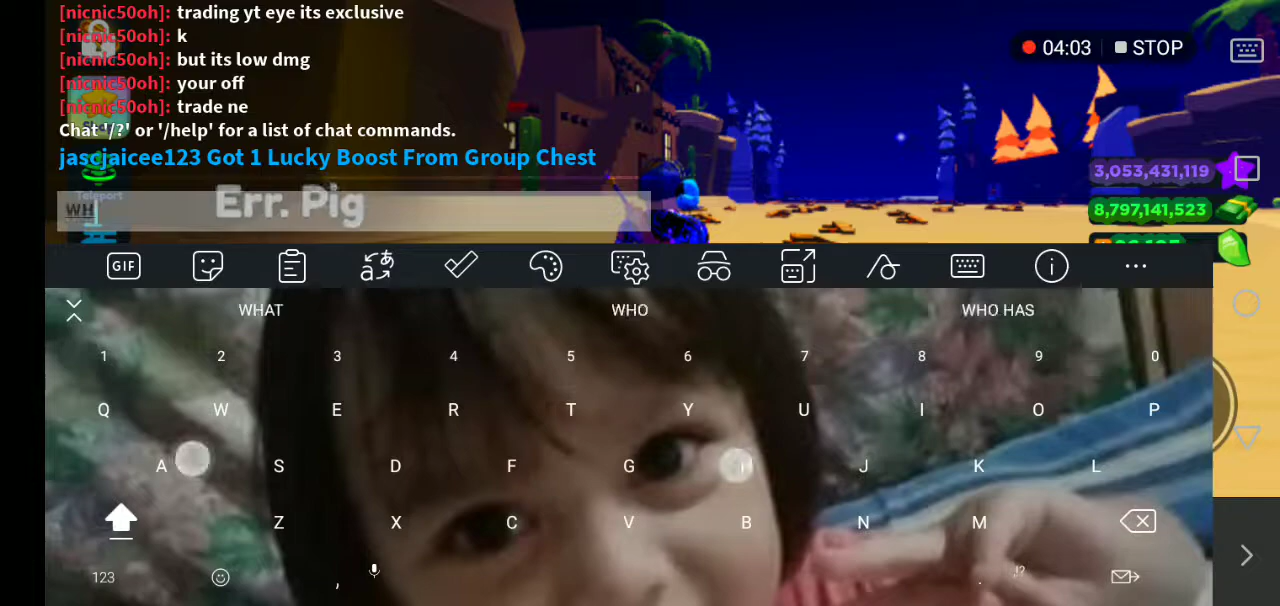 [nicnic50oh]: trading yt eye its exclusive
[nicnic50oh]: k
[nicnic50oh]: but its low dmg
[nicnic50oh]: your off
[nicnic50oh]: trade ne
Chat '/?' or '/help' for a list of chat commands.
jascjaicee123 Got 1 Lucky Boost From Group Chest
04:03 STOP
3,053,431,119
Teleport
WH
Err. Pig
8,797,141,523
GIF
WHAT WHO WHO HAS
1 2 3 4 5 6 7 8 9 0
Q W E R T Y U I O P
A S D F G H J K L
Z X C V B N M
123 , . !?